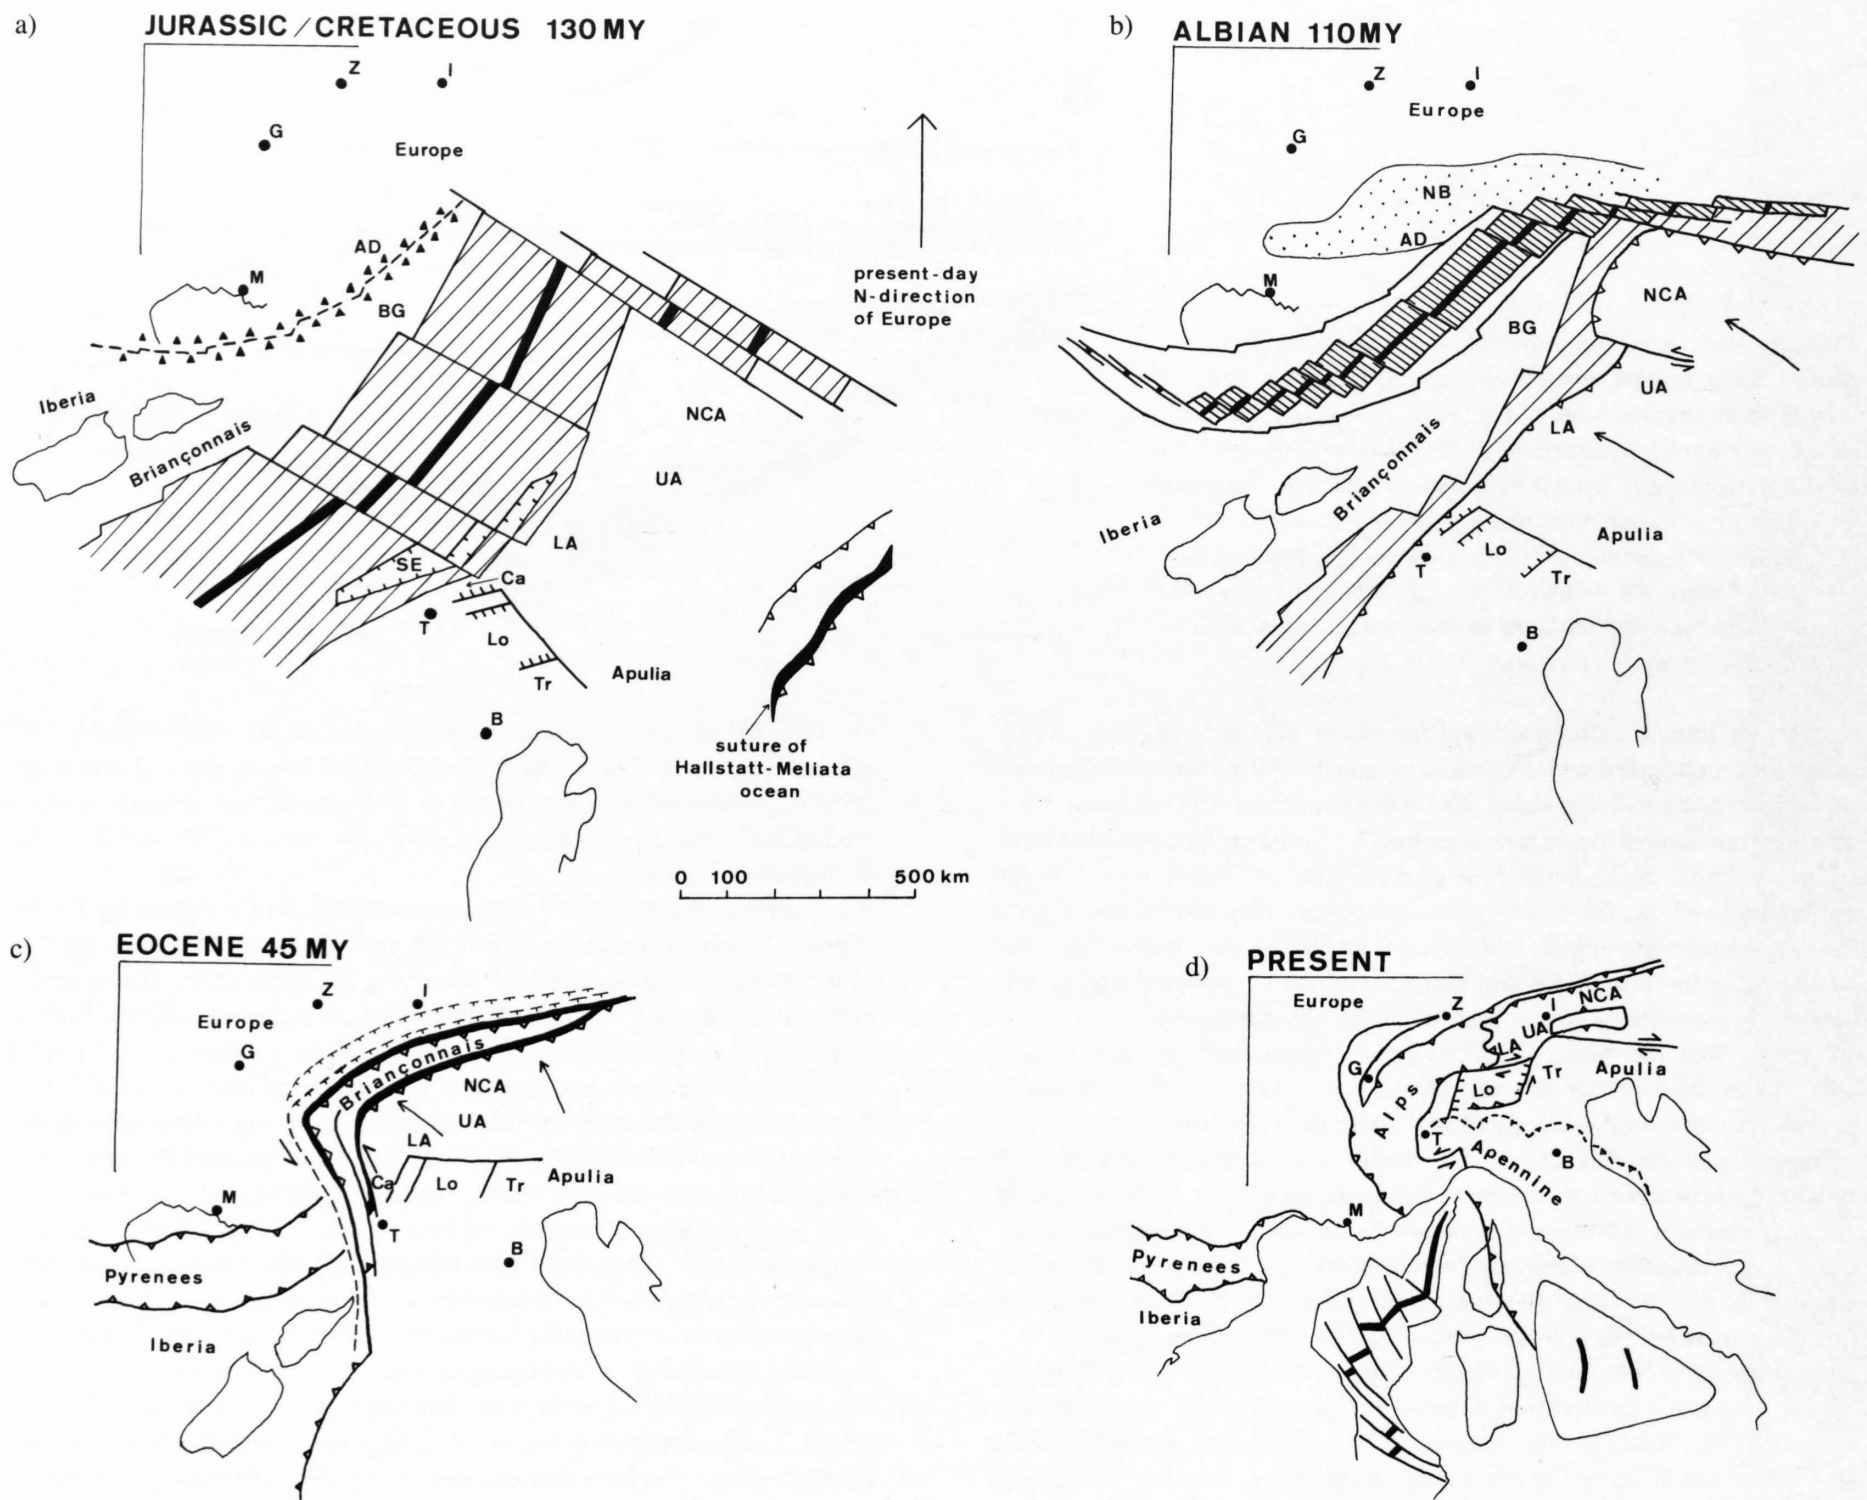 a)
JURASSIC/CRETACEOUS 130 MY
Z
I
G
Europe
AD
M
BG
present-day
N-direction
of Europe
Iberia
Briançonnais
NCA
UA
LA
SE
Ca
T
Lo
Tr
Apulia
B
suture of
Hallstatt-Meliata
ocean
0 100 500 km
b)
ALBIAN 110MY
Z
I
Europe
G
NB
AD
M
NCA
BG
UA
LA
Briançonnais
Iberia
Lo
Apulia
T
Tr
B
c)
EOCENE 45 MY
Z
I
Europe
G
Briançonnais
NCA
UA
LA
Ca
Lo
Tr
Apulia
M
T
B
Pyrenees
Iberia
d)
PRESENT
Europe
Z
I
NCA
UA
LA
G
Lo
Tr
Apulia
Alps
T
B
Apennine
M
Pyrenees
Iberia